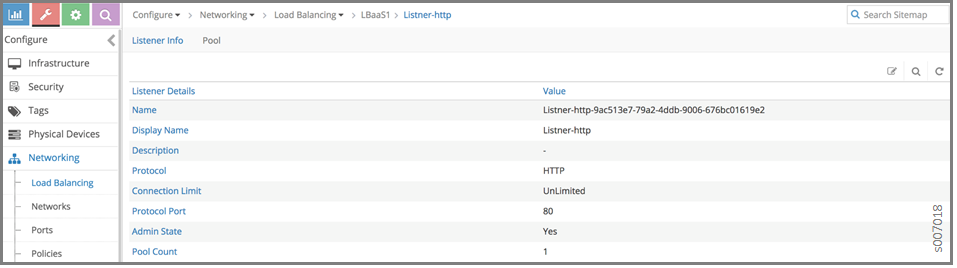 Configure Networking Load Balancing LBaaS1 Listner-http
Search Sitemap
Configure
Listener Info Pool
Infrastructure
Security
Tags
Physical Devices
Networking
Load Balancing
Networks
Ports
Policies
Listener Details Value
Name Listner-http-9ac513e7-79a2-4ddb-9006-676bc01619e2
Display Name Listner-http
Description -
Protocol HTTP
Connection Limit UnLimited
Protocol Port 80
Admin State Yes
Pool Count 1
s007018